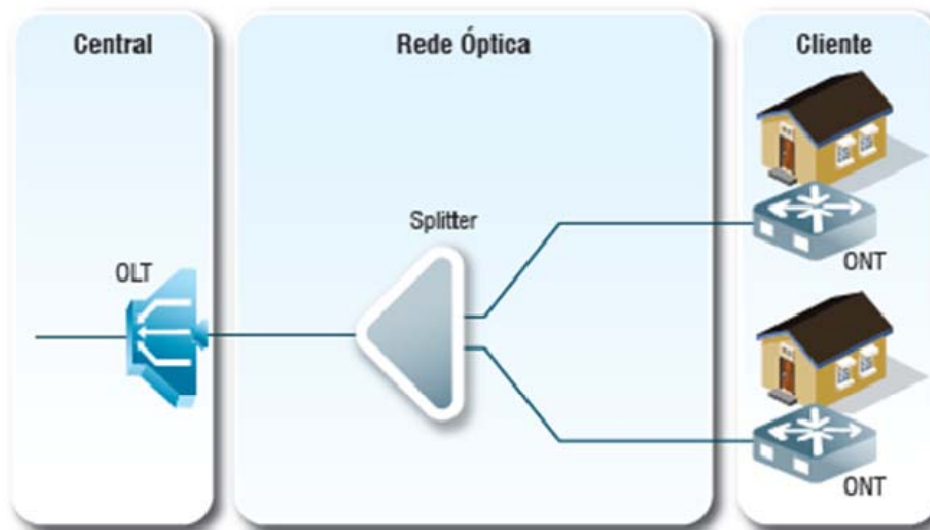 Central
Rede Óptica
Cliente
Splitter
OLT
ONT
ONT